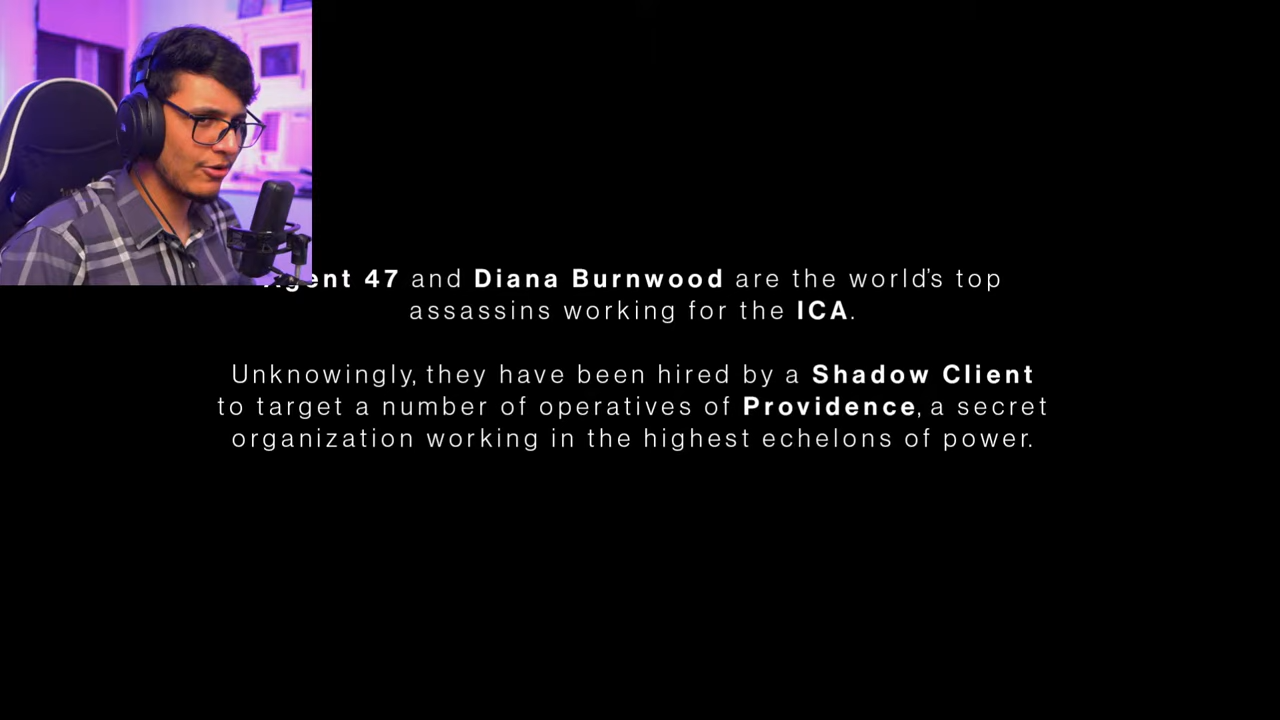 Agent 47 and Diana Burnwood are the world's top
assassins working for the ICA.
Unknowingly, they have been hired by a Shadow Client
to target a number of operatives of Providence, a secret
organization working in the highest echelons of power.